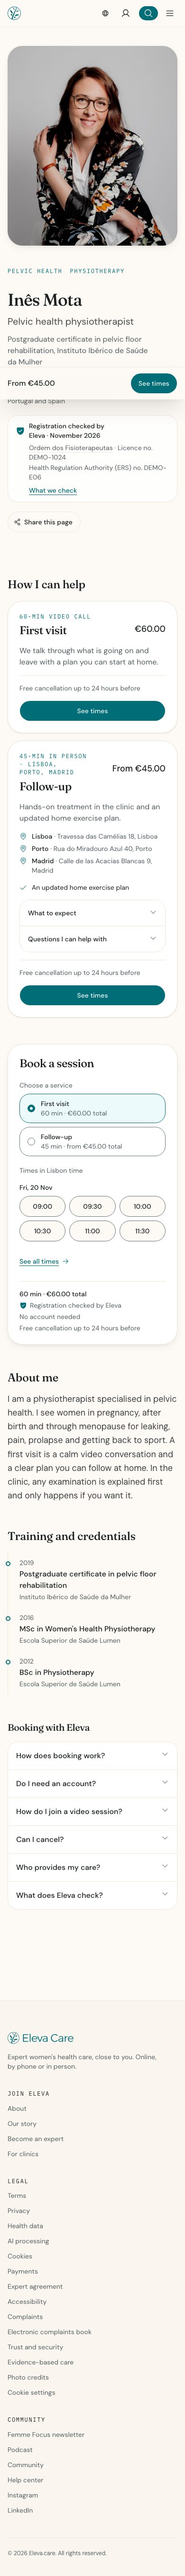 PELVIC HEALTH PHYSIOTHERAPY
Inês Mota
Pelvic health physiotherapist
Postgraduate certificate in pelvic floor
rehabilitation, Instituto Ibérico de Saúde
da Mulher
From €45.00
See times
Portugal and Spain
Registration checked by
Eleva · November 2026
Ordem dos Fisioterapeutas · Licence no.
DEMO-1024
Health Regulation Authority (ERS) no. DEMO-
E06
What we check
Share this page
How I can help
60-MIN VIDEO CALL
First visit
€60.00
We talk through what is going on and
leave with a plan you can start at home.
Free cancellation up to 24 hours before
See times
45-MIN IN PERSON
· LISBOA,
PORTO, MADRID
From €45.00
Follow-up
Hands-on treatment in the clinic and an
updated home exercise plan.
Lisboa · Travessa das Camélias 18, Lisboa
Porto · Rua do Miradouro Azul 40, Porto
Madrid · Calle de las Acacias Blancas 9,
Madrid
An updated home exercise plan
What to expect
Questions I can help with
Free cancellation up to 24 hours before
See times
Book a session
Choose a service
First visit
60 min · €60.00 total
Follow-up
45 min · from €45.00 total
Times in Lisbon time
Fri, 20 Nov
09:00
09:30
10:00
10:30
11:00
11:30
See all times
60 min · €60.00 total
Registration checked by Eleva
No account needed
Free cancellation up to 24 hours before
About me
I am a physiotherapist specialised in pelvic
health. I see women in pregnancy, after
birth and through menopause for leaking,
pain, prolapse and getting back to sport. A
first visit is a calm video conversation and
a clear plan you can follow at home. In the
clinic, any examination is explained first
and only happens if you want it.
Training and credentials
2019
Postgraduate certificate in pelvic floor
rehabilitation
Instituto Ibérico de Saúde da Mulher
2016
MSc in Women's Health Physiotherapy
Escola Superior de Saúde Lumen
2012
BSc in Physiotherapy
Escola Superior de Saúde Lumen
Booking with Eleva
How does booking work?
Do I need an account?
How do I join a video session?
Can I cancel?
Who provides my care?
What does Eleva check?
Eleva Care
Expert women's health care, close to you. Online,
by phone or in person.
JOIN ELEVA
About
Our story
Become an expert
For clinics
LEGAL
Terms
Privacy
Health data
AI processing
Cookies
Payments
Expert agreement
Accessibility
Complaints
Electronic complaints book
Trust and security
Evidence-based care
Photo credits
Cookie settings
COMMUNITY
Femme Focus newsletter
Podcast
Community
Help center
Instagram
LinkedIn
© 2026 Eleva.care. All rights reserved.